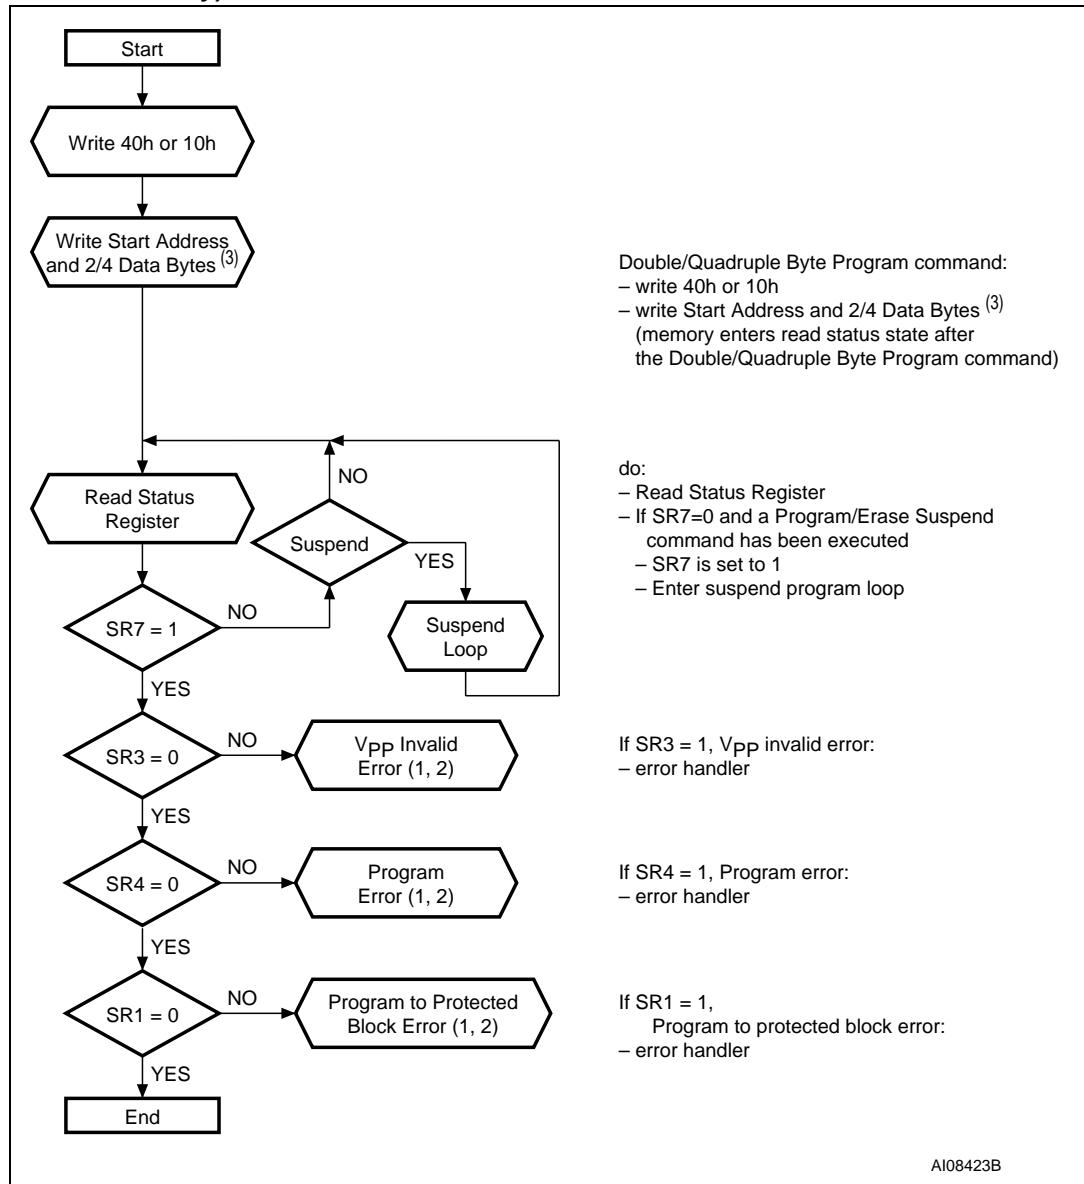 Start
Write 40h or 10h
Write Start Address
and 2/4 Data Bytes (3)
Double/Quadruple Byte Program command:
– write 40h or 10h
– write Start Address and 2/4 Data Bytes (3)
(memory enters read status state after
the Double/Quadruple Byte Program command)
NO
Read Status
Register
Suspend
YES
do:
– Read Status Register
– If SR7=0 and a Program/Erase Suspend
command has been executed
– SR7 is set to 1
– Enter suspend program loop
SR7 = 1
NO
Suspend
Loop
YES
SR3 = 0
NO
VPP Invalid
Error (1, 2)
If SR3 = 1, VPP invalid error:
– error handler
YES
SR4 = 0
NO
Program
Error (1, 2)
If SR4 = 1, Program error:
– error handler
YES
SR1 = 0
NO
Program to Protected
Block Error (1, 2)
If SR1 = 1,
Program to protected block error:
– error handler
YES
End
AI08423B